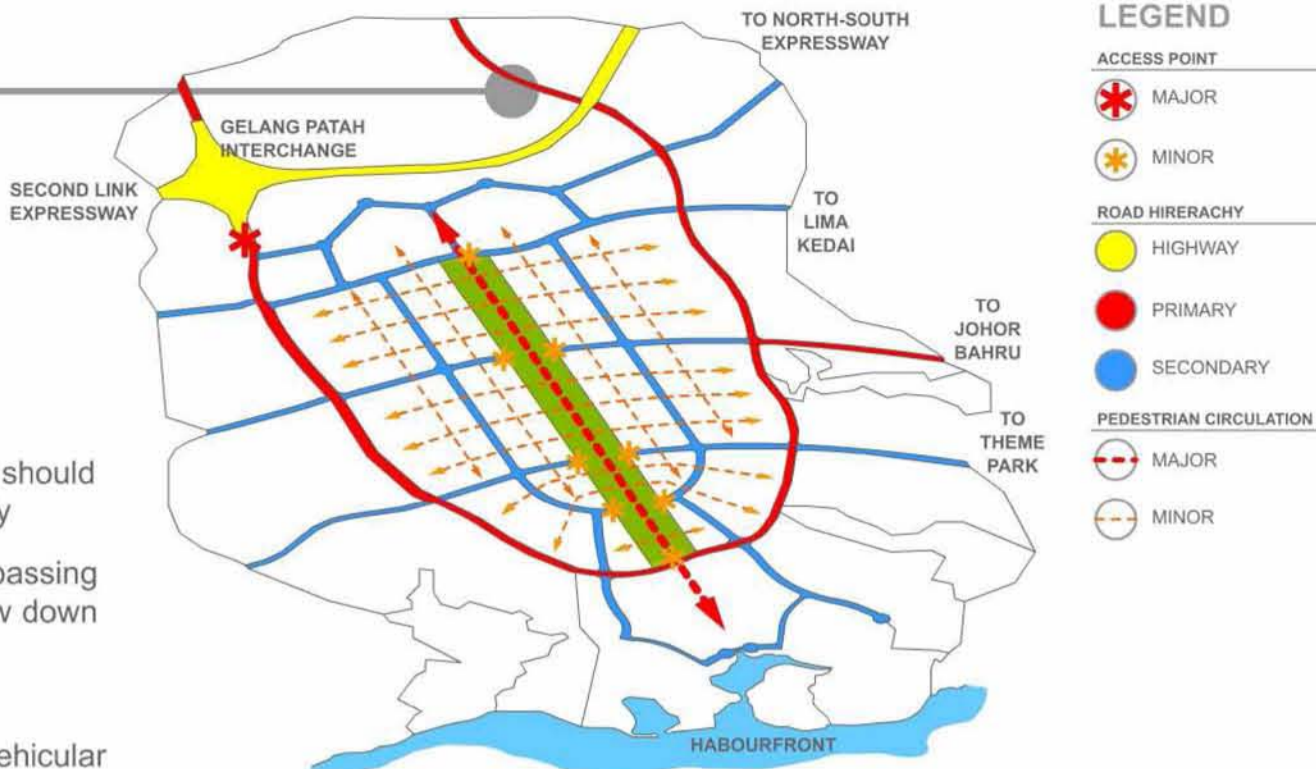 TO NORTH-SOUTH
EXPRESSWAY
GELANG PATAH
INTERCHANGE
SECOND LINK
EXPRESSWAY
TO
LIMA
KEDAI
TO
JOHOR
BAHRU
TO
THEME
PARK
HABOURFRONT
should
y
passing
w down
ehicular
LEGEND
ACCESS POINT
MAJOR
MINOR
ROAD HIRERACHY
HIGHWAY
PRIMARY
SECONDARY
PEDESTRIAN CIRCULATION
MAJOR
MINOR